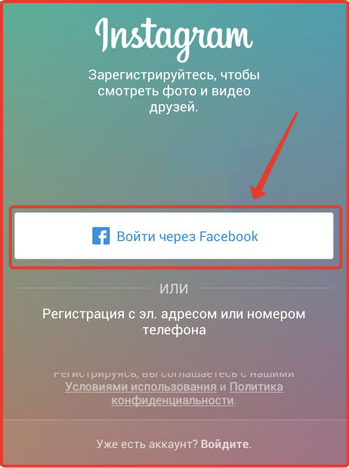 Instagram
Зарегистрируйтесь, чтобы
смотреть фото и видео
друзей.
Войти через Facebook
ИЛИ
Регистрация с эл. адресом или номером
телефона
Регистрируясь, вы соглашаетесь с нашими
Условиями использования и Политика
конфиденциальности.
Уже есть аккаунт? Войдите.